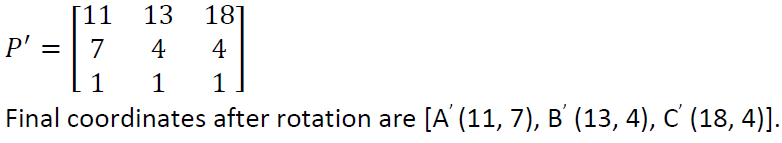 P′ = [11 13 18
7 4 4
1 1 1]
Final coordinates after rotation are [A′ (11, 7), B′ (13, 4), C′ (18, 4)].